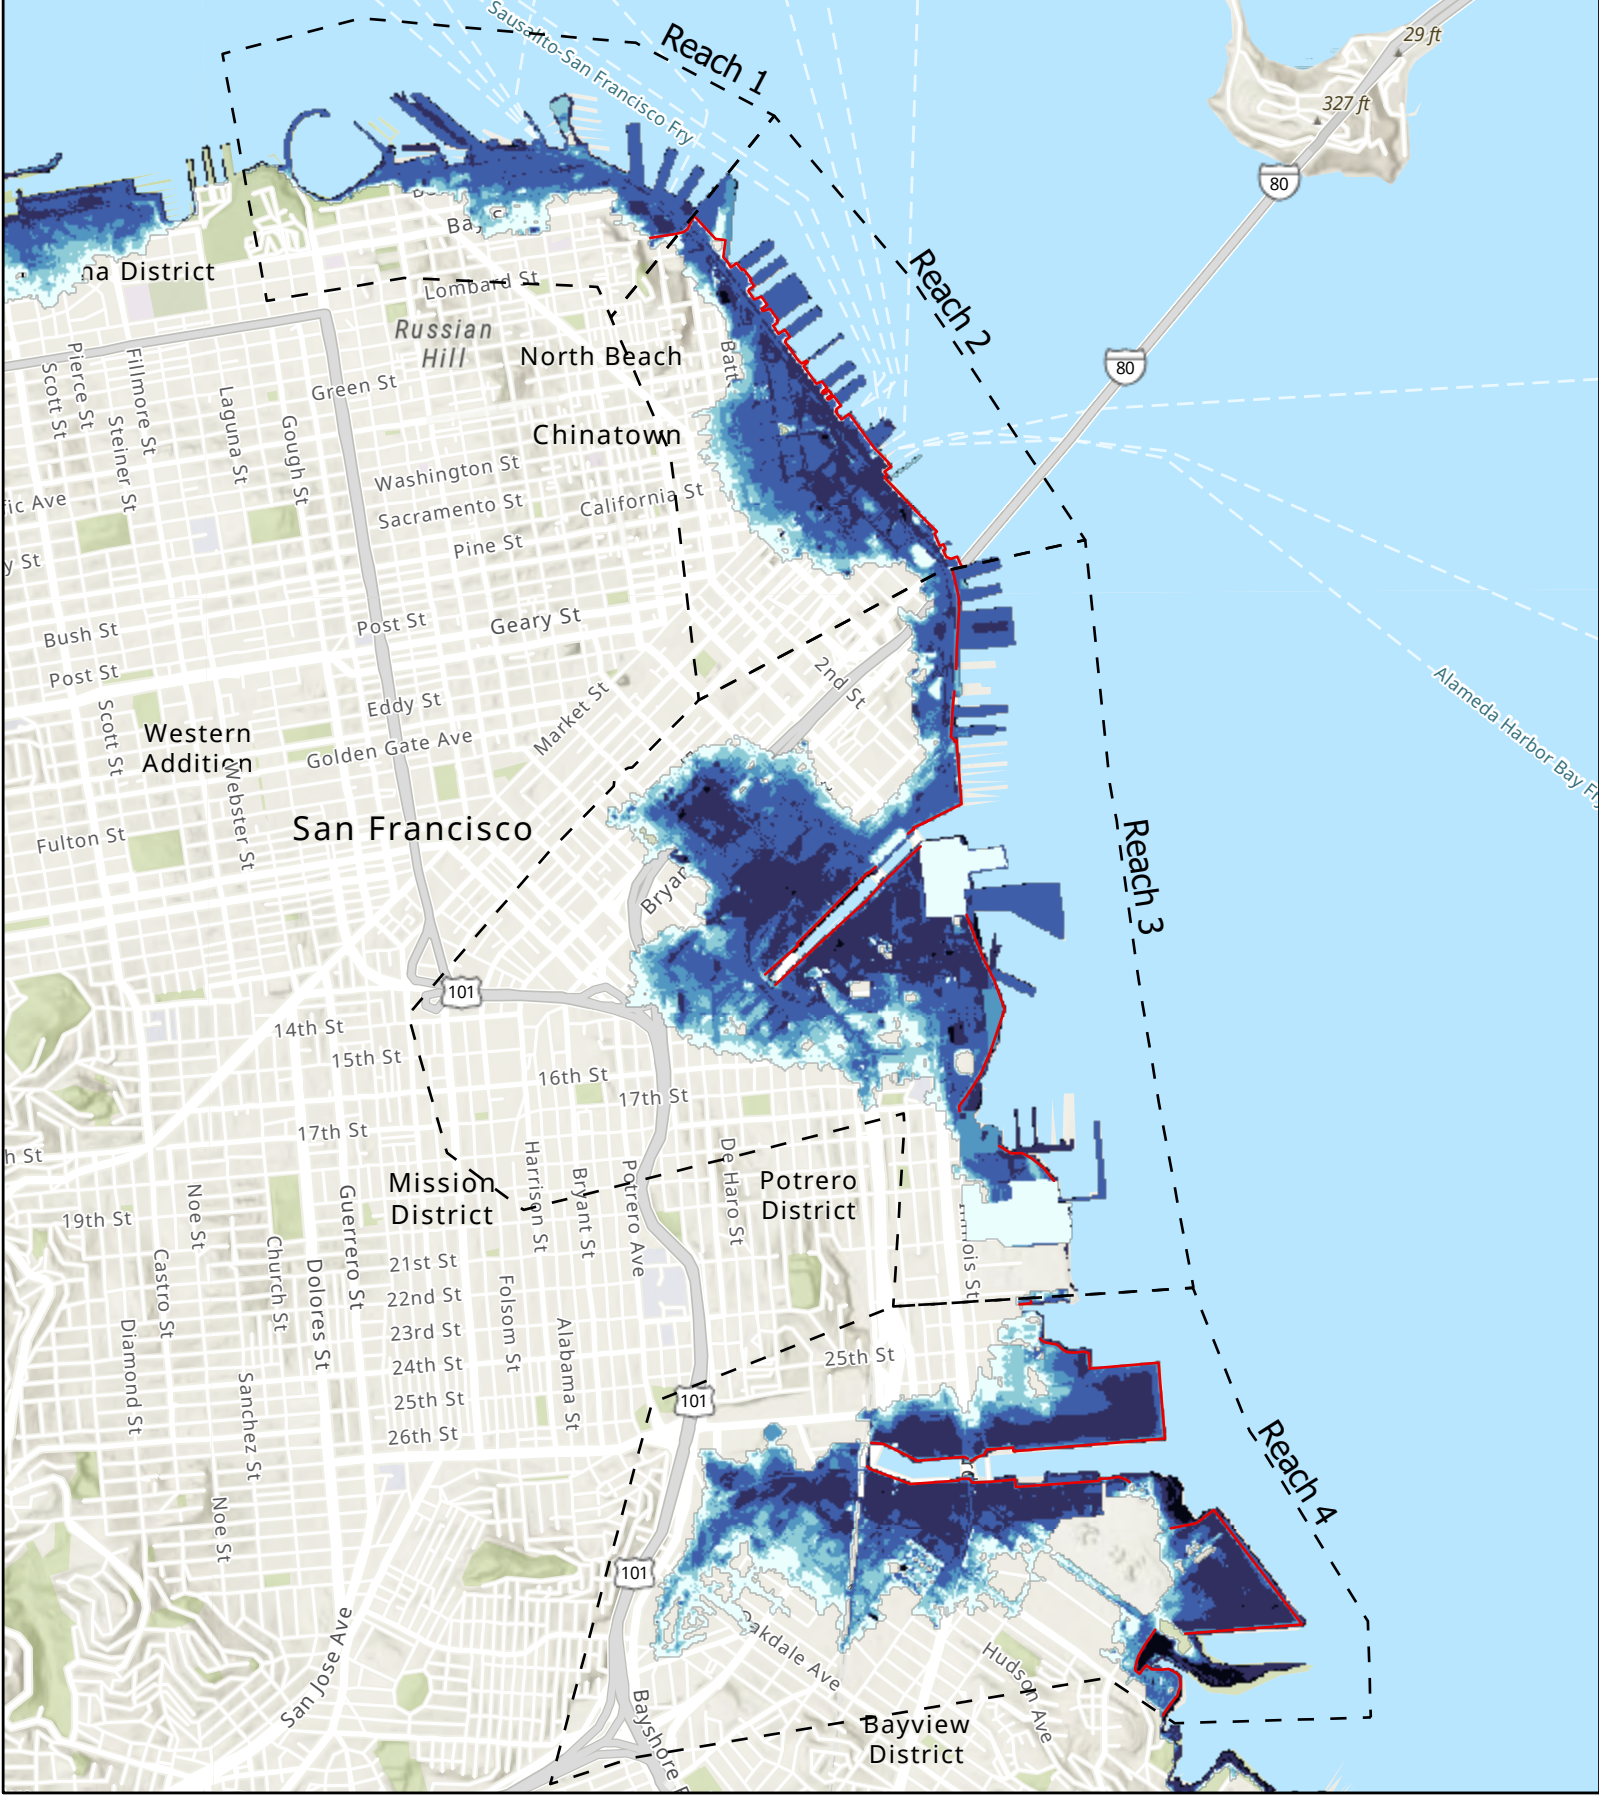 Sausalito-San Francisco Fry
Reach 1
29 ft
327 ft
80
Bay
na District
Lombard St
Reach 2
Russian
Hill
North Beach
Batt
80
Pierce St
Scott St
Fillmore St
Steiner St
Laguna St
Gough St
Green St
Chinatown
Washington St
Sacramento St
California St
Pine St
fic Ave
y St
Bush St
Post St
Post St
Geary St
2nd St
Eddy St
Market St
Golden Gate Ave
Scott St
Western
Addition
Webster St
Alameda Harbor Bay Fry
San Francisco
Fulton St
Reach 3
Bryan
101
14th St
15th St
16th St
17th St
17th St
h St
Mission
District
Harrison St
Bryant St
Potrero Ave
De Haro St
Potrero
District
19th St
Noe St
Guerrero St
Castro St
Church St
Dolores St
21st St
22nd St
23rd St
24th St
25th St
26th St
Folsom St
Alabama St
Diamond St
Sanchez St
Noe St
inois St
25th St
101
Reach 4
101
San Jose Ave
Oakdale Ave
Hudson Ave
Bayshore
Bayview
District